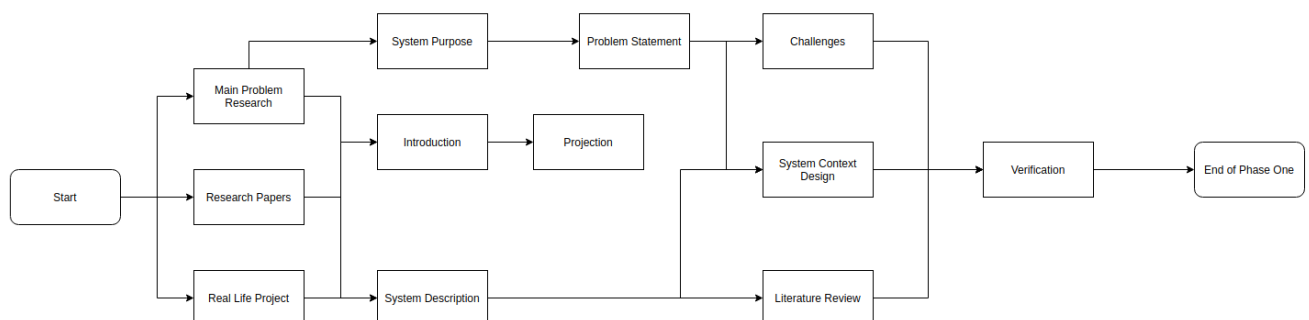 System Purpose
Problem Statement
Challenges
Main Problem
Research
Introduction
Projection
System Context
Design
Verification
End of Phase One
Start
Research Papers
Real Life Project
System Description
Literature Review